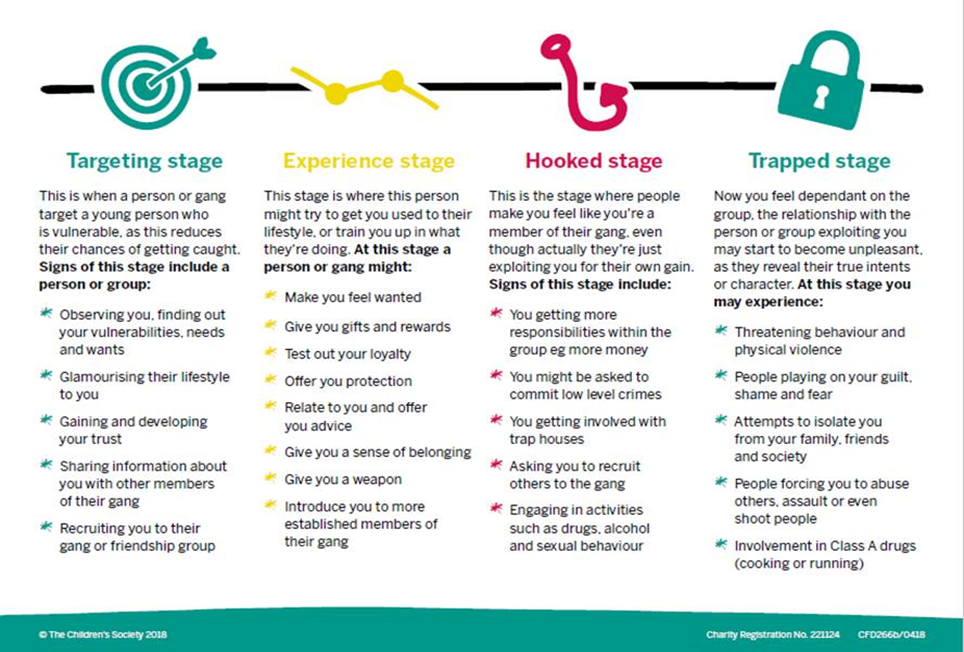 Targeting stage
This is when a person or gang
target a young person who
is vulnerable, as this reduces
their chances of getting caught.
Signs of this stage include a
person or group:
Observing you, finding out
your vulnerabilities, needs
and wants
Glamourising their lifestyle
to you
Gaining and developing
your trust
Sharing information about
you with other members
of their gang
Recruiting you to their
gang or friendship group
Experience stage
This stage is where this person
might try to get you used to their
lifestyle, or train you up in what
they're doing. At this stage a
person or gang might:
Make you feel wanted
Give you gifts and rewards
Test out your loyalty
Offer you protection
Relate to you and offer
you advice
Give you a sense of belonging
Give you a weapon
Introduce you to more
established members of
their gang
Hooked stage
This is the stage where people
make you feel like you're a
member of their gang, even
though actually they're just
exploiting you for their own gain.
Signs of this stage include:
You getting more
responsibilities within the
group eg more money
You might be asked to
commit low level crimes
You getting involved with
trap houses
Asking you to recruit
others to the gang
Engaging in activities
such as drugs, alcohol
and sexual behaviour
Trapped stage
Now you feel dependant on the
group, the relationship with the
person or group exploiting you
may start to become unpleasant,
as they reveal their true intents
or character. At this stage you
may experience:
Threatening behaviour and
physical violence
People playing on your guilt,
shame and fear
Attempts to isolate you
from your family, friends
and society
People forcing you to abuse
others, assault or even
shoot people
Involvement in Class A drugs
(cooking or running)
© The Children's Society 2018
Charity Registration No. 221124 CFD266b/0418